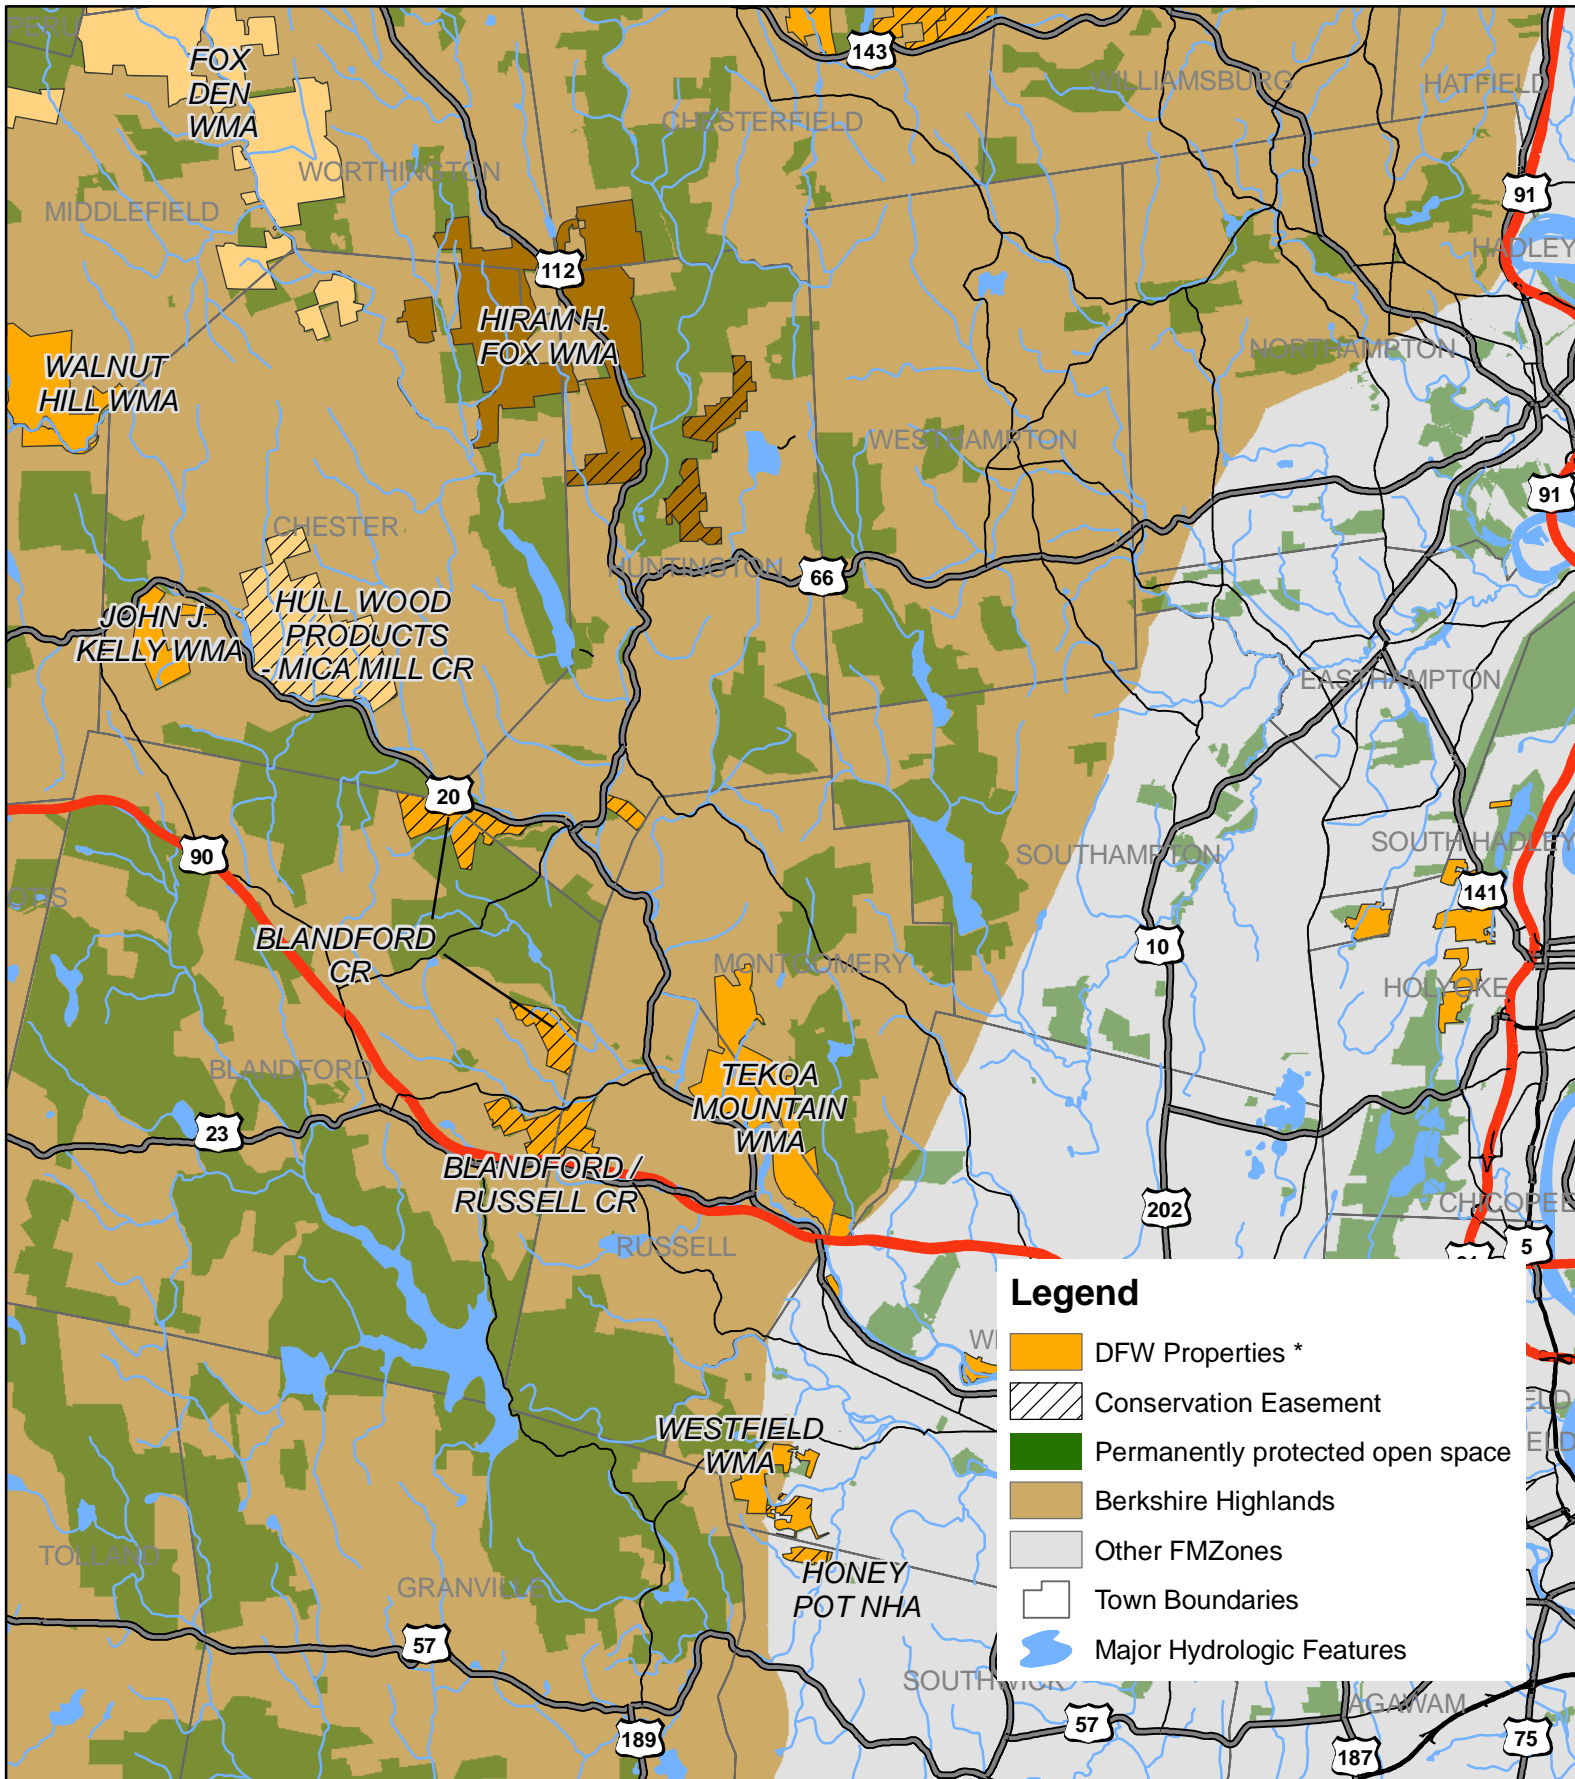 PERU
FOX
DEN
WMA
143
WILLIAMSBURG
HATFIELD
CHESTERFIELD
WORTHINGTON
91
MIDDLEFIELD
HADLEY
112
HIRAM H.
FOX WMA
NORTHAMPTON
WALNUT
HILL WMA
WESTHAMPTON
91
CHESTER
HUNTINGTON
66
JOHN J.
KELLY WMA
HULL WOOD
PRODUCTS
- MICA MILL CR
EASTHAMPTON
20
90
SOUTHAMPTON
SOUTH HADLEY
141
OTIS
BLANDFORD
CR
10
MONTGOMERY
HOLYOKE
BLANDFORD
TEKOA
MOUNTAIN
WMA
23
BLANDFORD /
RUSSELL CR
202
CHICOPEE
RUSSELL
5
Legend
DFW Properties *
Conservation Easement
Permanently protected open space
Berkshire Highlands
Other FMZones
Town Boundaries
Major Hydrologic Features
WESTFIELD
WMA
HONEY
POT NHA
TOLLAND
GRANVILLE
57
SOUTHWICK
AGAWAM
189
57
187
75